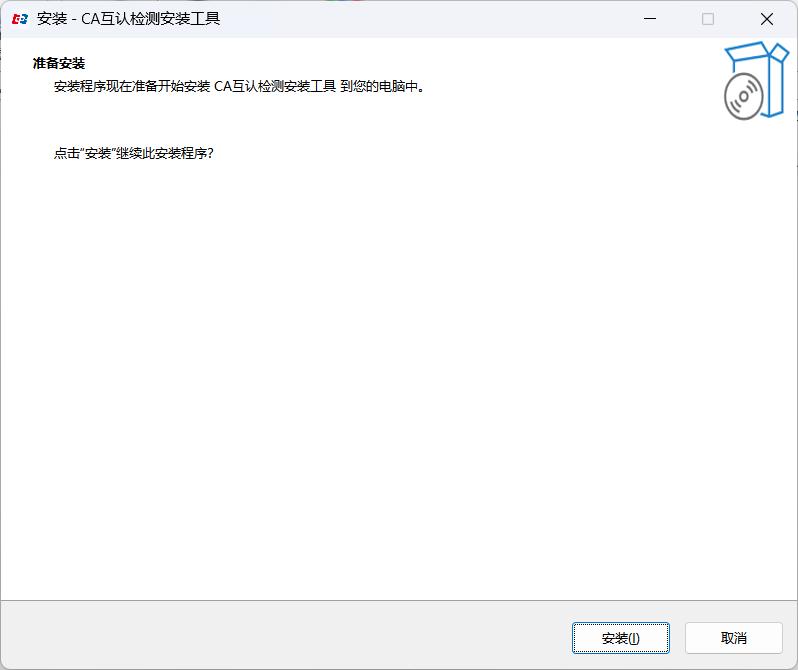 安装 - CA互认检测安装工具
准备安装
安装程序现在准备开始安装 CA互认检测安装工具 到您的电脑中。
点击“安装”继续此安装程序?
安装(I)
取消